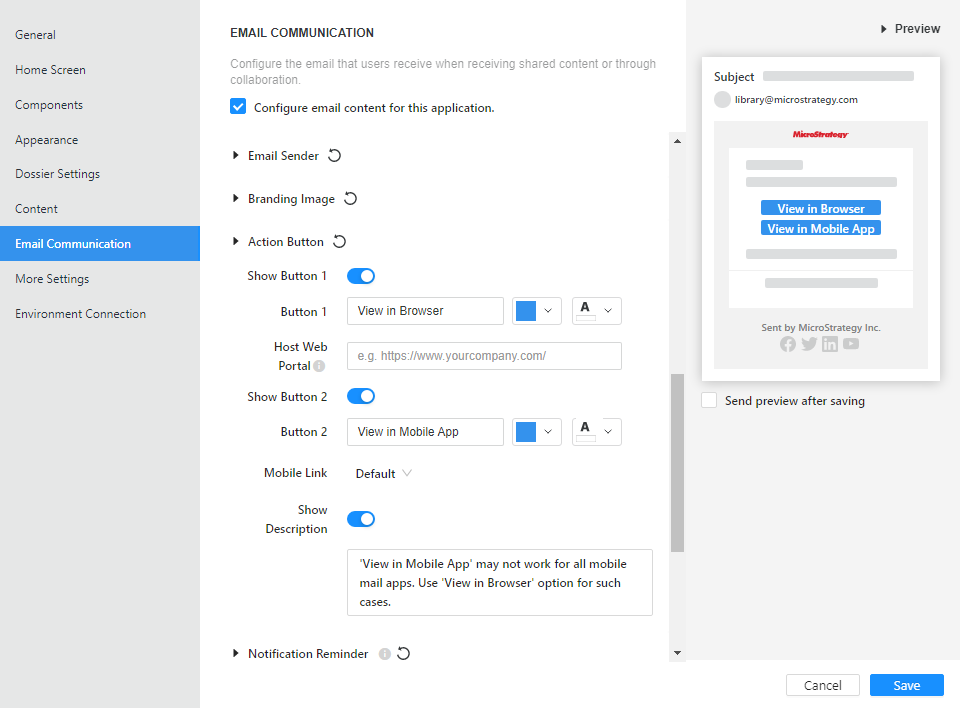 General
Home Screen
Components
Appearance
Dossier Settings
Content
Email Communication
More Settings
Environment Connection
EMAIL COMMUNICATION
Configure the email that users receive when receiving shared content or through
collaboration.
Configure email content for this application.
Email Sender
Branding Image
Action Button
Show Button 1
Button 1
View in Browser
A
Host Web
Portal
e.g. https://www.yourcompany.com/
Show Button 2
Button 2
View in Mobile App
A
Mobile Link
Default
Show
Description
'View in Mobile App' may not work for all mobile
mail apps. Use 'View in Browser' option for such
cases.
Notification Reminder
Preview
Subject
library@microstrategy.com
MicroStrategy
View in Browser
View in Mobile App
Sent by MicroStrategy Inc.
Send preview after saving
Cancel
Save